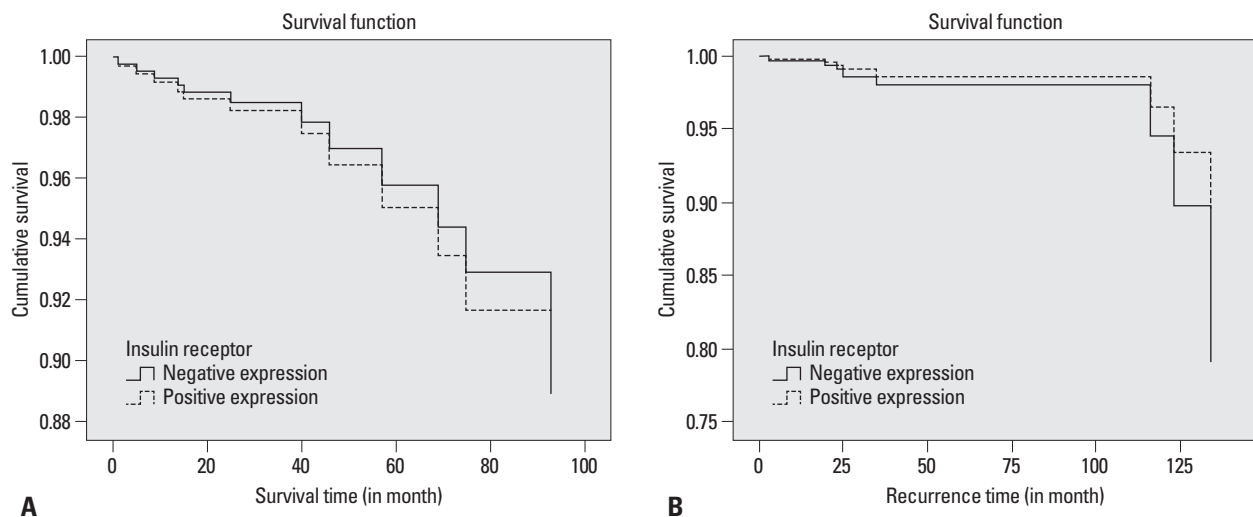 Survival function
1.00
0.98
0.96
0.94
0.92
0.90
0.88
Cumulative survival
Insulin receptor
Negative expression
Positive expression
0 20 40 60 80 100
Survival time (in month)
A
Survival function
1.00
0.95
0.90
0.85
0.80
0.75
Cumulative survival
Insulin receptor
Negative expression
Positive expression
0 25 50 75 100 125
Recurrence time (in month)
B